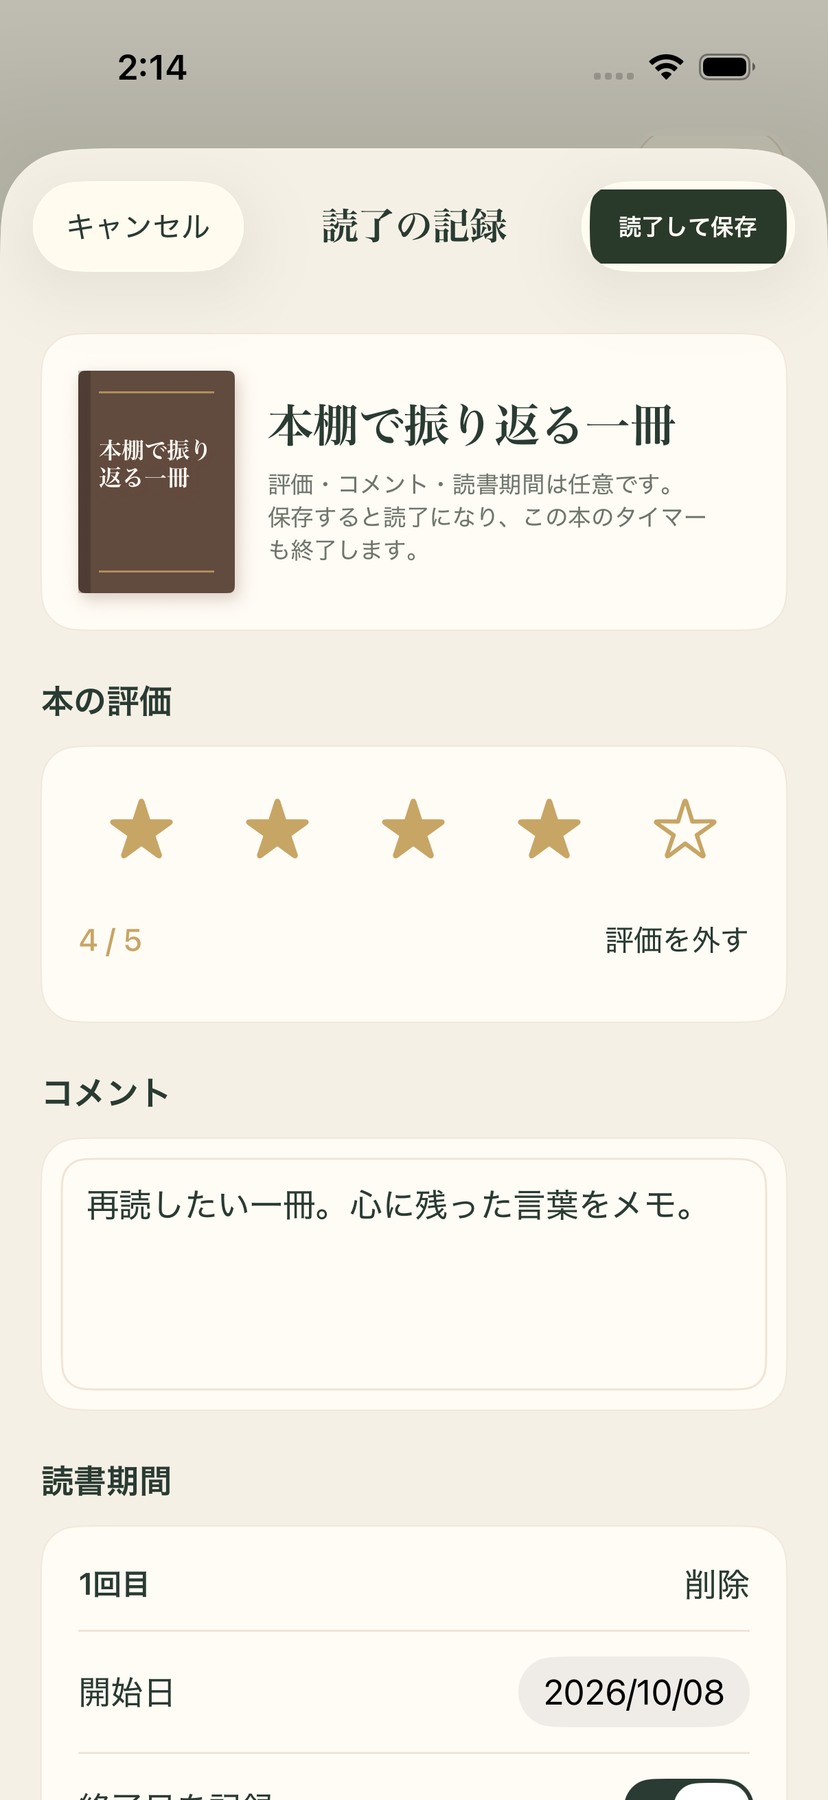 2:14
キャンセル
読了の記録
読了して保存
本棚で振り
返る一冊
本棚で振り返る一冊
評価・コメント・読書期間は任意です。
保存すると読了になり、この本のタイマー
も終了します。
本の評価
4 / 5
評価を外す
コメント
再読したい一冊。心に残った言葉をメモ。
読書期間
1回目
削除
開始日
2026/10/08
終了日を記録